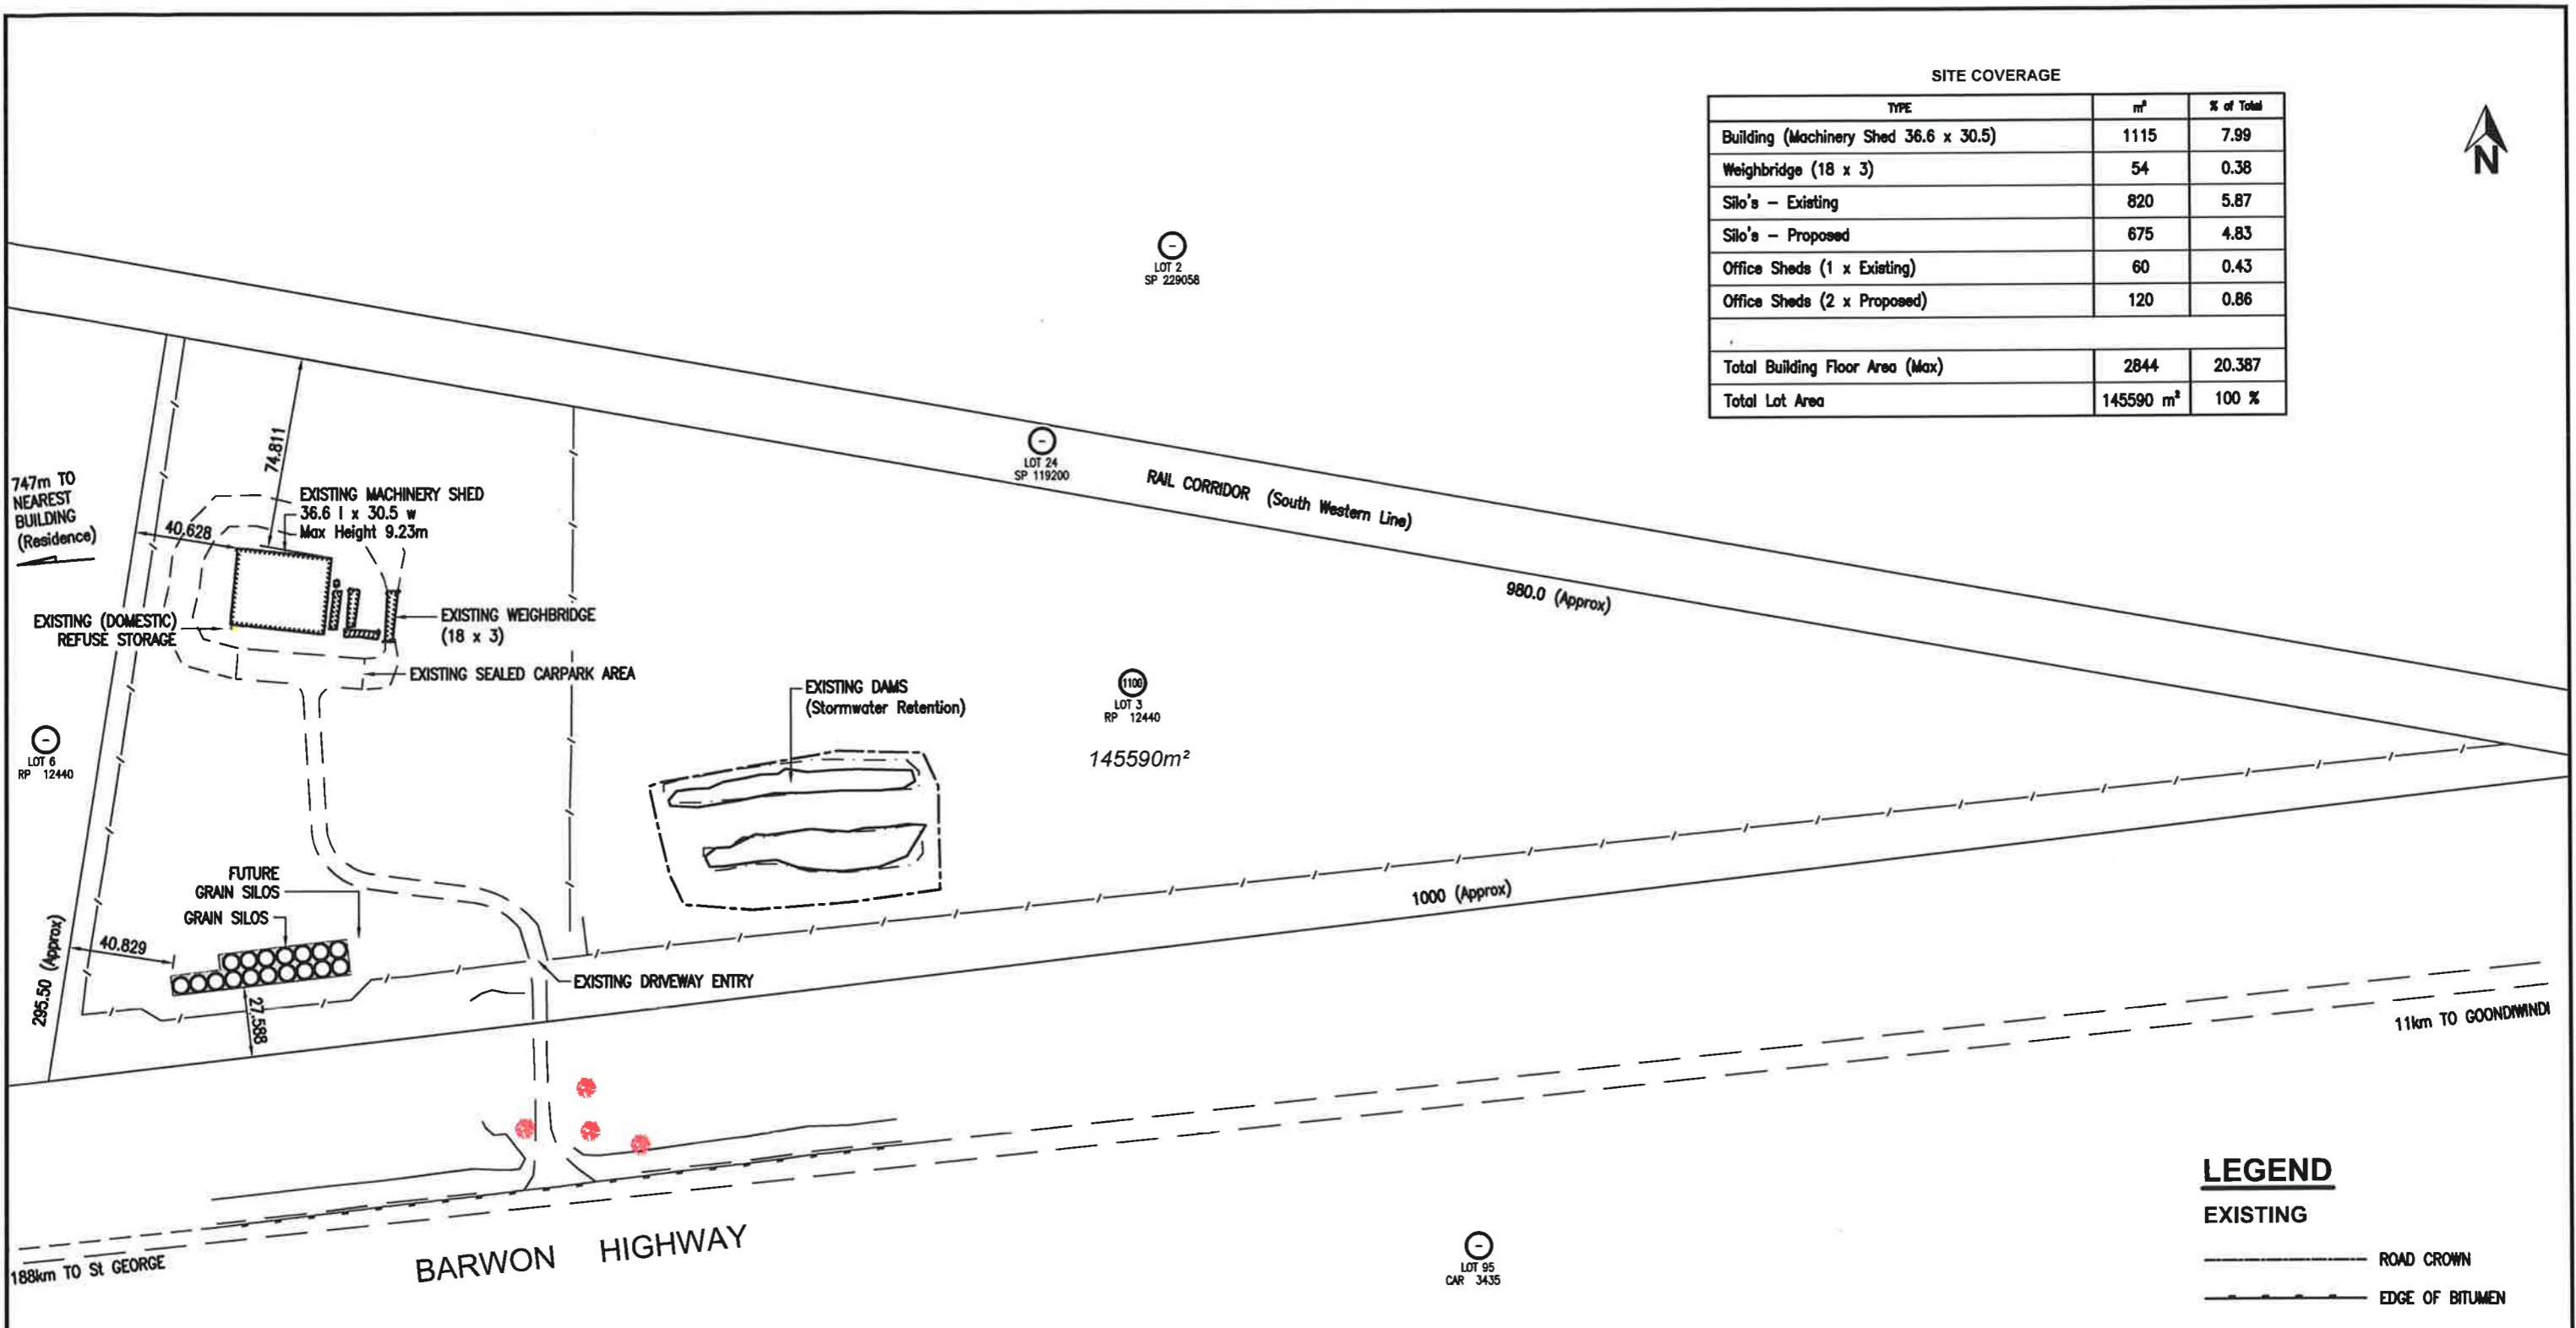 SITE COVERAGE
TYPE m² % of Total
Building (Machinery Shed 36.6 x 30.5) 1115 7.99
Weighbridge (18 x 3) 54 0.38
Silo's – Existing 820 5.87
Silo's – Proposed 675 4.83
Office Sheds (1 x Existing) 60 0.43
Office Sheds (2 x Proposed) 120 0.86
Total Building Floor Area (Max) 2844 20.387
Total Lot Area 145590 m² 100 %
N
LOT 2
SP 229058
LOT 24
SP 119200
RAIL CORRIDOR (South Western Line)
980.0 (Approx)
74.811
747m TO
NEAREST
BUILDING
(Residence)
40.628
EXISTING MACHINERY SHED
36.6 l x 30.5 w
Max Height 9.23m
EXISTING (DOMESTIC)
REFUSE STORAGE
EXISTING WEIGHBRIDGE
(18 x 3)
EXISTING SEALED CARPARK AREA
EXISTING DAMS
(Stormwater Retention)
1100
LOT 3
RP 12440
145590m²
LOT 6
RP 12440
FUTURE
GRAIN SILOS
GRAIN SILOS
40.829
295.50 (Approx)
27.588
EXISTING DRIVEWAY ENTRY
1000 (Approx)
11km TO GOONDIWINDI
188km TO St GEORGE
BARWON HIGHWAY
LOT 95
CAR 3435
LEGEND
EXISTING
ROAD CROWN
EDGE OF BITUMEN